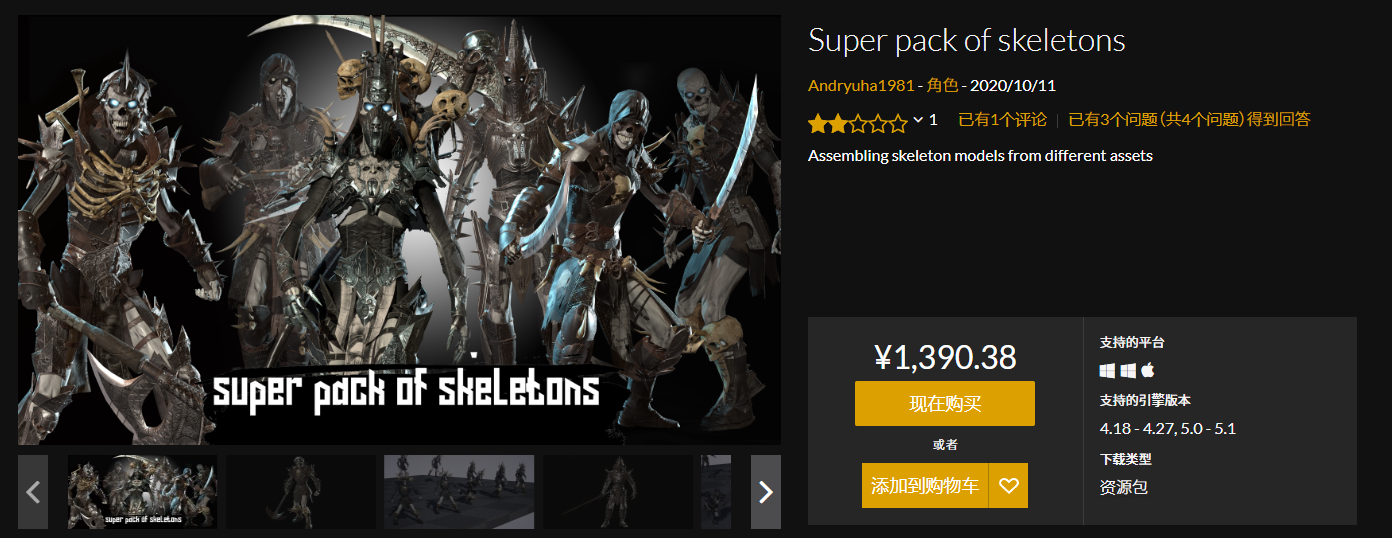 Super pack of skeletons
Andryuha1981 - 角色 - 2020/10/11
1 已有1个评论 | 已有3个问题 (共4个问题) 得到回答
Assembling skeleton models from different assets
super pack of skeletons
¥1,390.38
现在购买
或者
添加到购物车
支持的平台
支持的引擎版本
4.18 - 4.27, 5.0 - 5.1
下载类型
资源包
super pack of skeletons